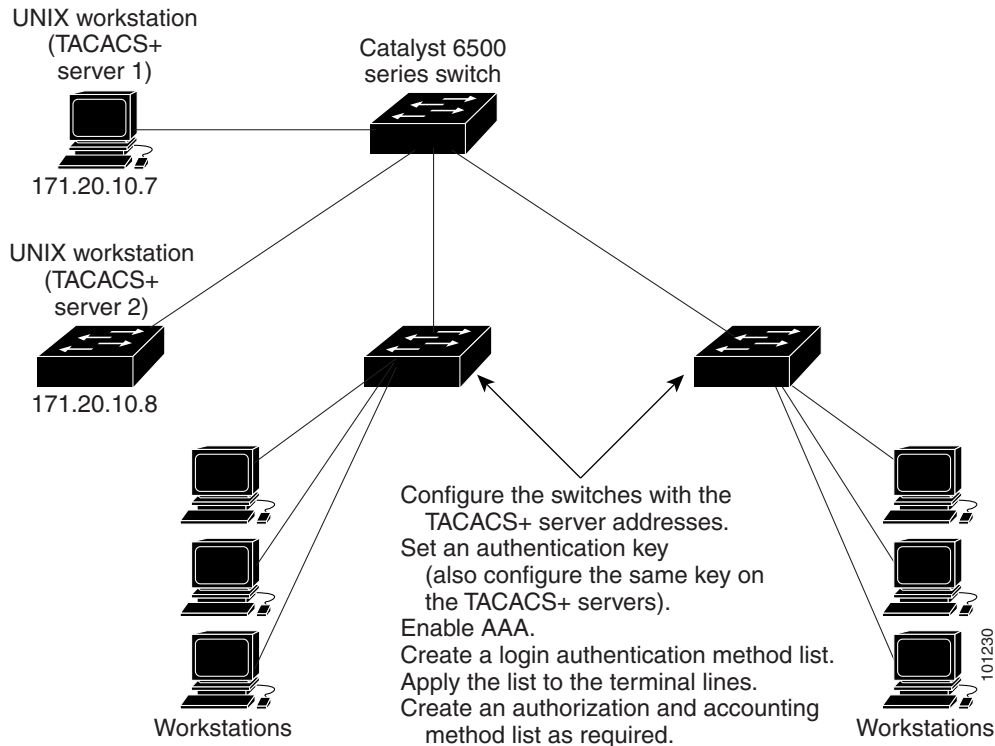 UNIX workstation
(TACACS+
server 1)
Catalyst 6500
series switch
171.20.10.7
UNIX workstation
(TACACS+
server 2)
171.20.10.8
Configure the switches with the
TACACS+ server addresses.
Set an authentication key
(also configure the same key on
the TACACS+ servers).
Enable AAA.
Create a login authentication method list.
Apply the list to the terminal lines.
Create an authorization and accounting
method list as required.
Workstations
Workstations
101230